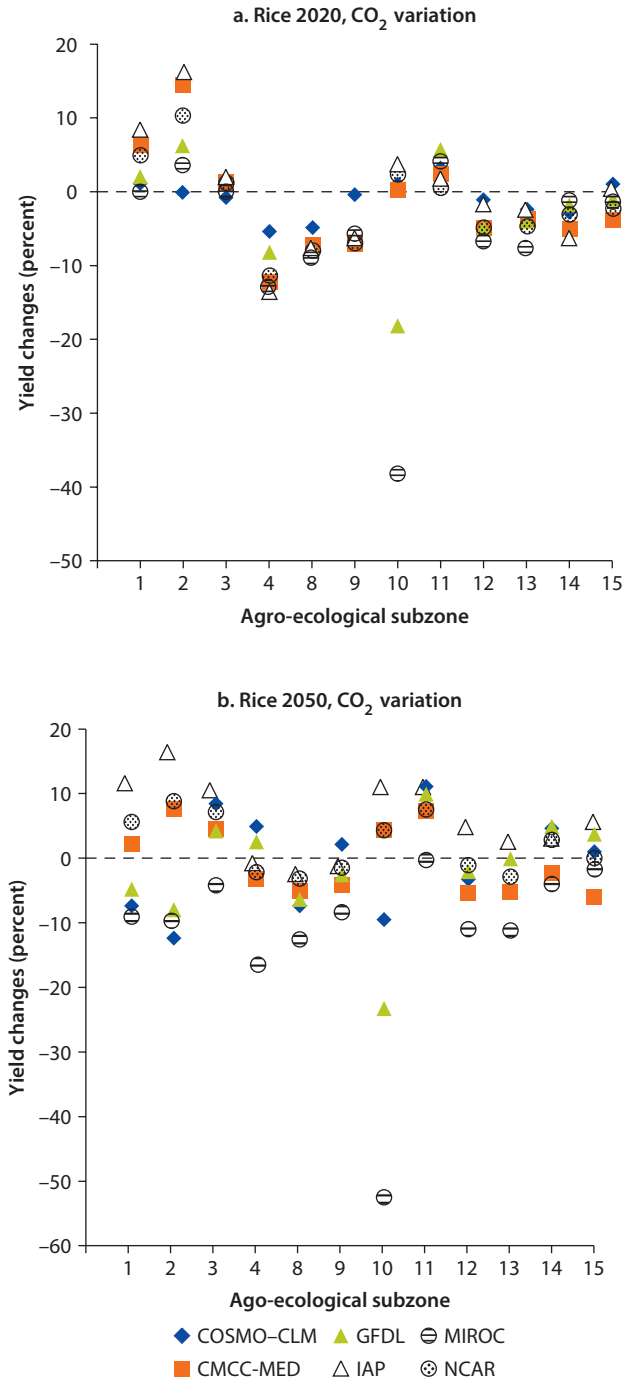 a. Rice 2020, CO₂ variation
20
10
0
–10
–20
–30
–40
–50
Yield changes (percent)
1 2 3 4 8 9 10 11 12 13 14 15
Agro-ecological subzone
b. Rice 2050, CO₂ variation
20
10
0
–10
–20
–30
–40
–50
–60
Yield changes (percent)
1 2 3 4 8 9 10 11 12 13 14 15
Ago-ecological subzone
COSMO–CLM GFDL MIROC
CMCC-MED IAP NCAR